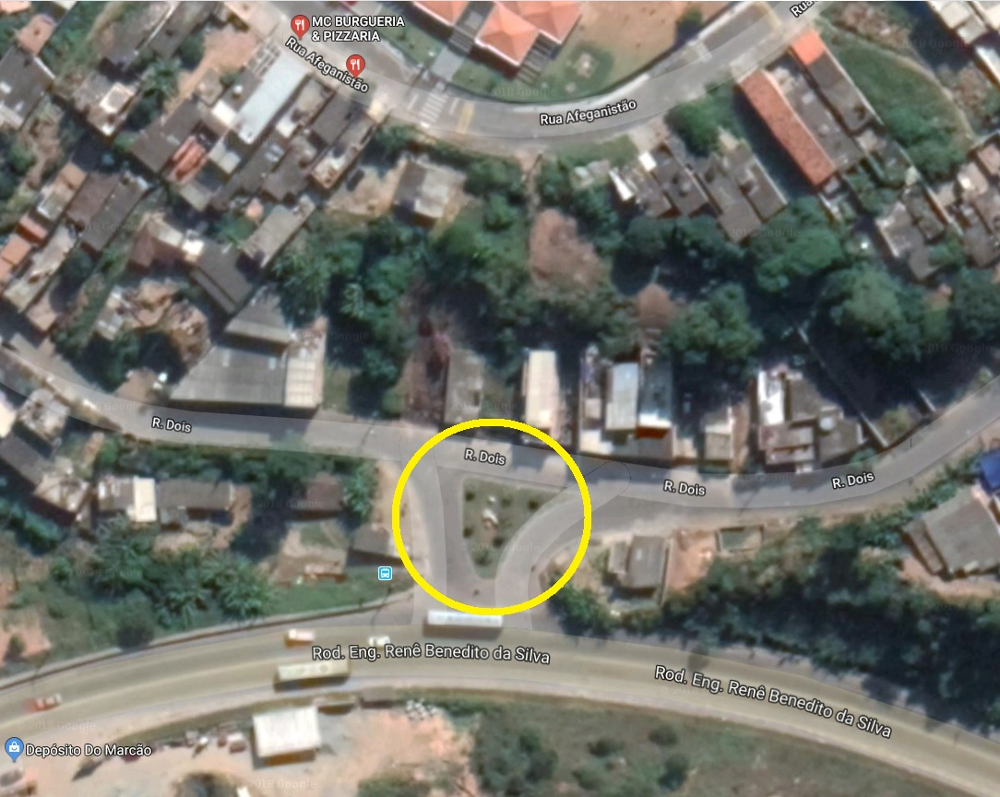 MC BURGUERIA
& PIZZARIA
Rua Afeganistão
Rua Afeganistão
Rua
R. Dois
R. Dois
R. Dois
R. Dois
Rod. Eng. Renê Benedito da Silva
Rod. Eng. Renê Benedito da Silva
Depósito Do Marcão